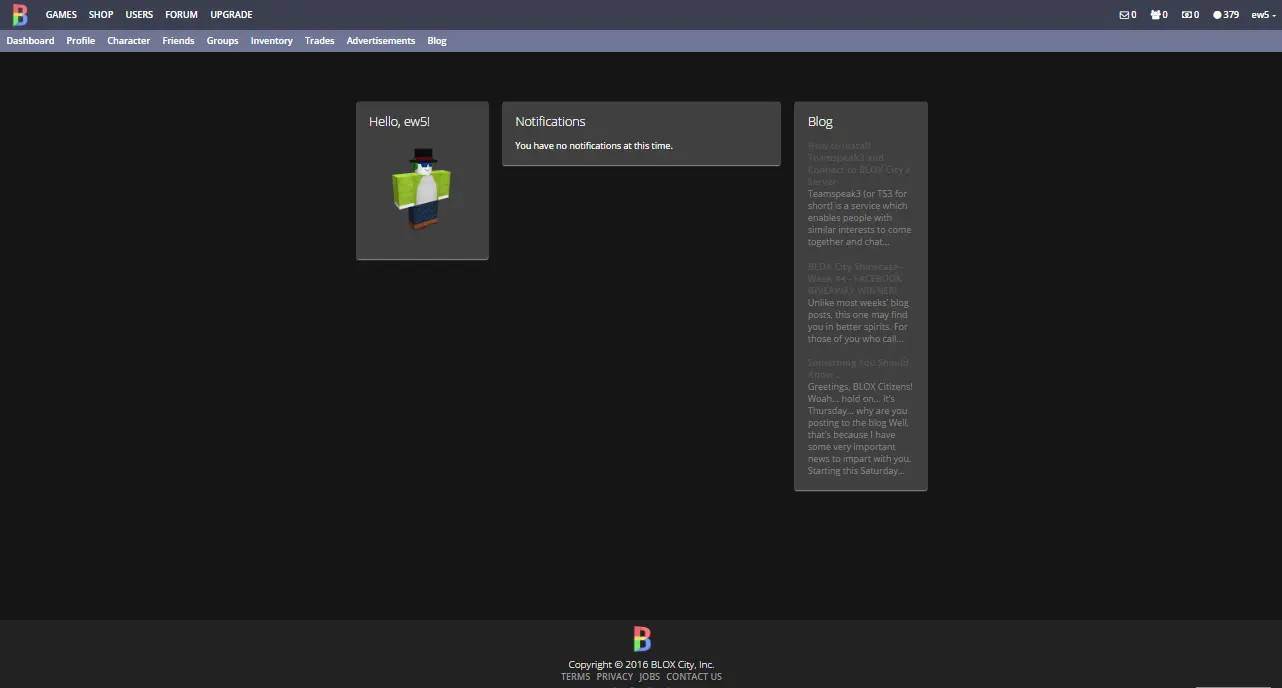 B GAMES SHOP USERS FORUM UPGRADE 0 0 0 379 ew5
Dashboard Profile Character Friends Groups Inventory Trades Advertisements Blog
Hello, ew5!
Notifications
You have no notifications at this time.
Blog
How to Install
Teamspeak3 and
Connect to BLOX City's
Server
Teamspeak3 (or TS3 for
short) is a service which
enables people with
similar interests to come
together and chat...
BLOX City Showcase -
Week #4 - FACEBOOK
GIVEAWAY WINNER!
Unlike most weeks' blog
posts, this one may find
you in better spirits. For
those of you who call...
Something You Should
Know...
Greetings, BLOX Citizens!
Woah... hold on... it's
Thursday... why are you
posting to the blog Well,
that's because I have
some very important
news to impart with you.
Starting this Saturday...
B
Copyright © 2016 BLOX City, Inc.
TERMS PRIVACY JOBS CONTACT US